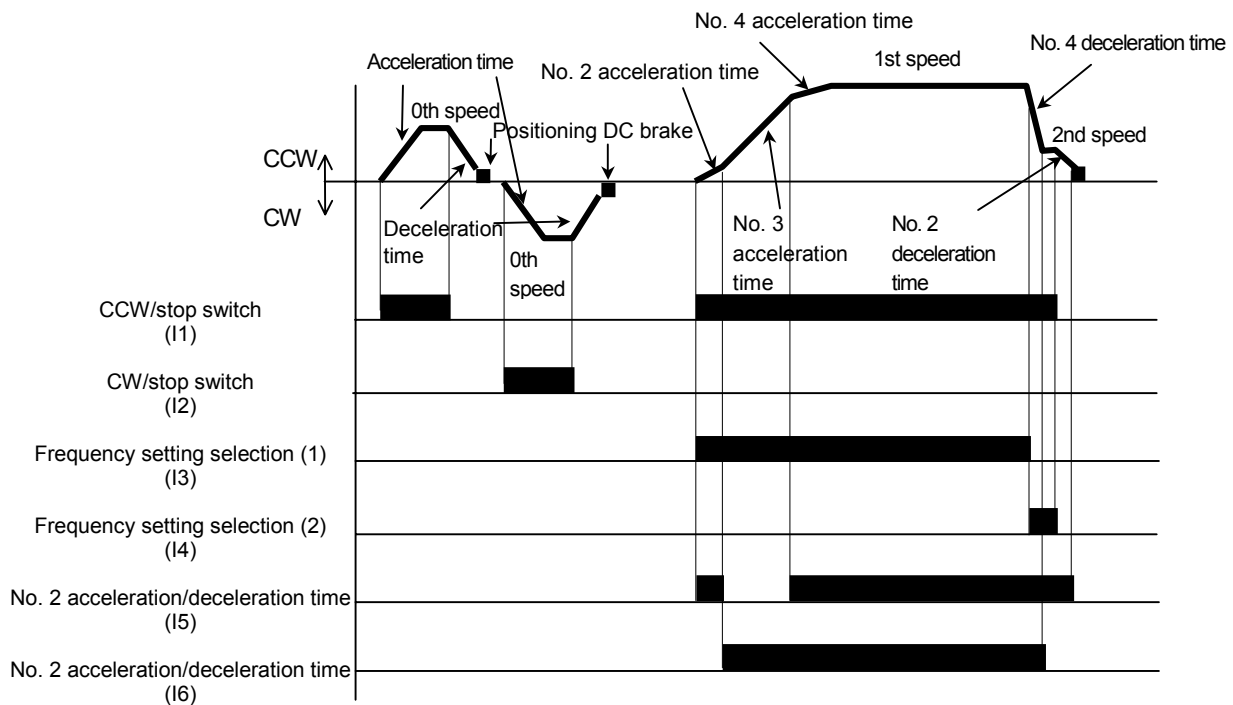 No. 4 acceleration time
No. 4 deceleration time
Acceleration time
No. 2 acceleration time
1st speed
0th speed
Positioning DC brake
2nd speed
CCW
CW
Deceleration
time
0th
speed
No. 3
acceleration
time
No. 2
deceleration
time
CCW/stop switch
(I1)
CW/stop switch
(I2)
Frequency setting selection (1)
(I3)
Frequency setting selection (2)
(I4)
No. 2 acceleration/deceleration time
(I5)
No. 2 acceleration/deceleration time
(I6)